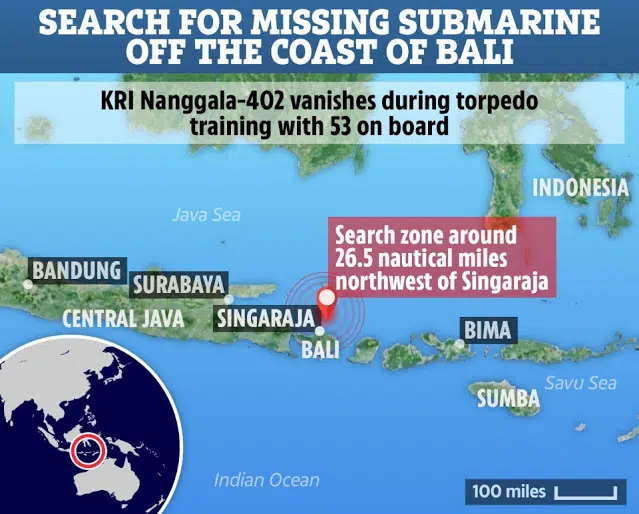 SEARCH FOR MISSING SUBMARINE
OFF THE COAST OF BALI
KRI Nanggala-402 vanishes during torpedo
training with 53 on board
INDONESIA
Java Sea
Search zone around
26.5 nautical miles
northwest of Singaraja
BANDUNG
SURABAYA
CENTRAL JAVA
SINGARAJA
BALI
BIMA
SUMBA
Savu Sea
Indian Ocean
100 miles